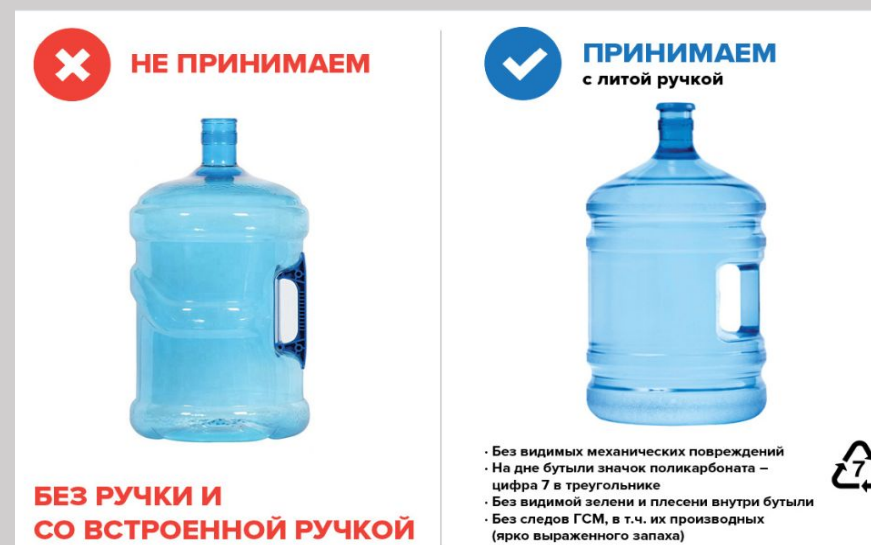 НЕ ПРИНИМАЕМ
БЕЗ РУЧКИ И
СО ВСТРОЕННОЙ РУЧКОЙ
ПРИНИМАЕМ
с литой ручкой
· Без видимых механических повреждений
· На дне бутыли значок поликарбоната –
цифра 7 в треугольнике
· Без видимой зелени и плесени внутри бутыли
· Без следов ГСМ, в т.ч. их производных
(ярко выраженного запаха)
7